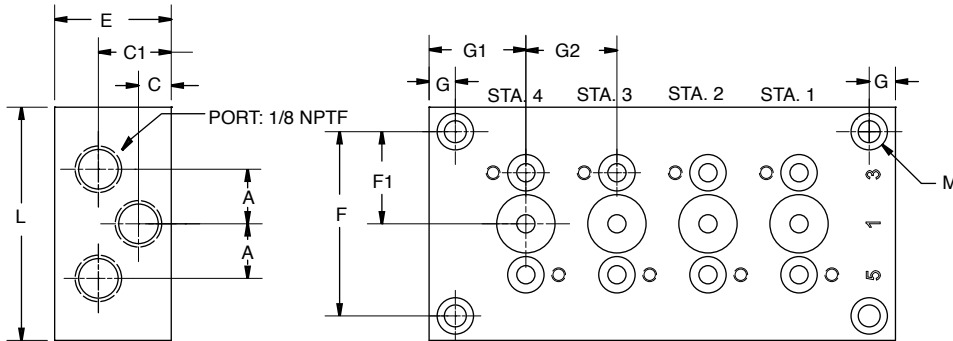 E
C1
C
G1
G2
G
G
STA. 4
STA. 3
STA. 2
STA. 1
PORT: 1/8 NPTF
L
A
A
F
F1
M
3
1
5